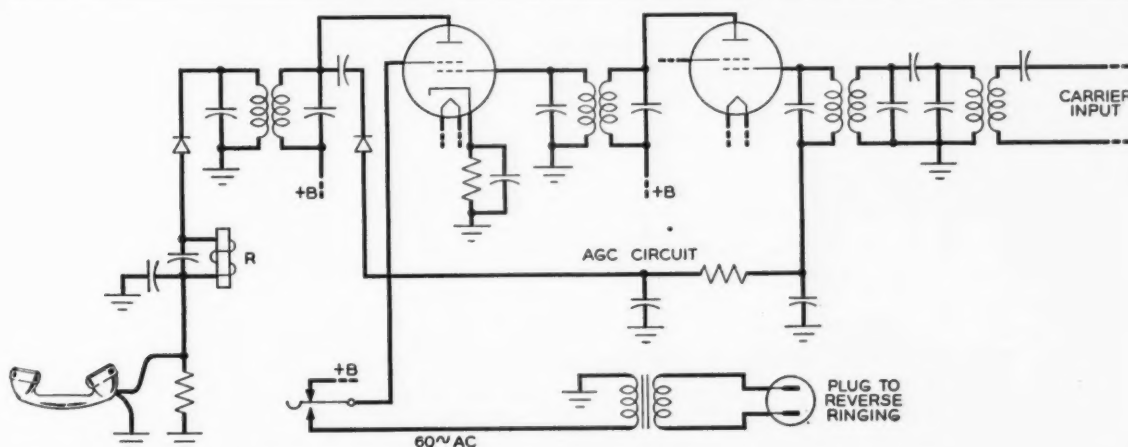 CARRIER
INPUT
+B
+B
R
AGC CIRCUIT
+B
PLUG TO
REVERSE
RINGING
60~AC